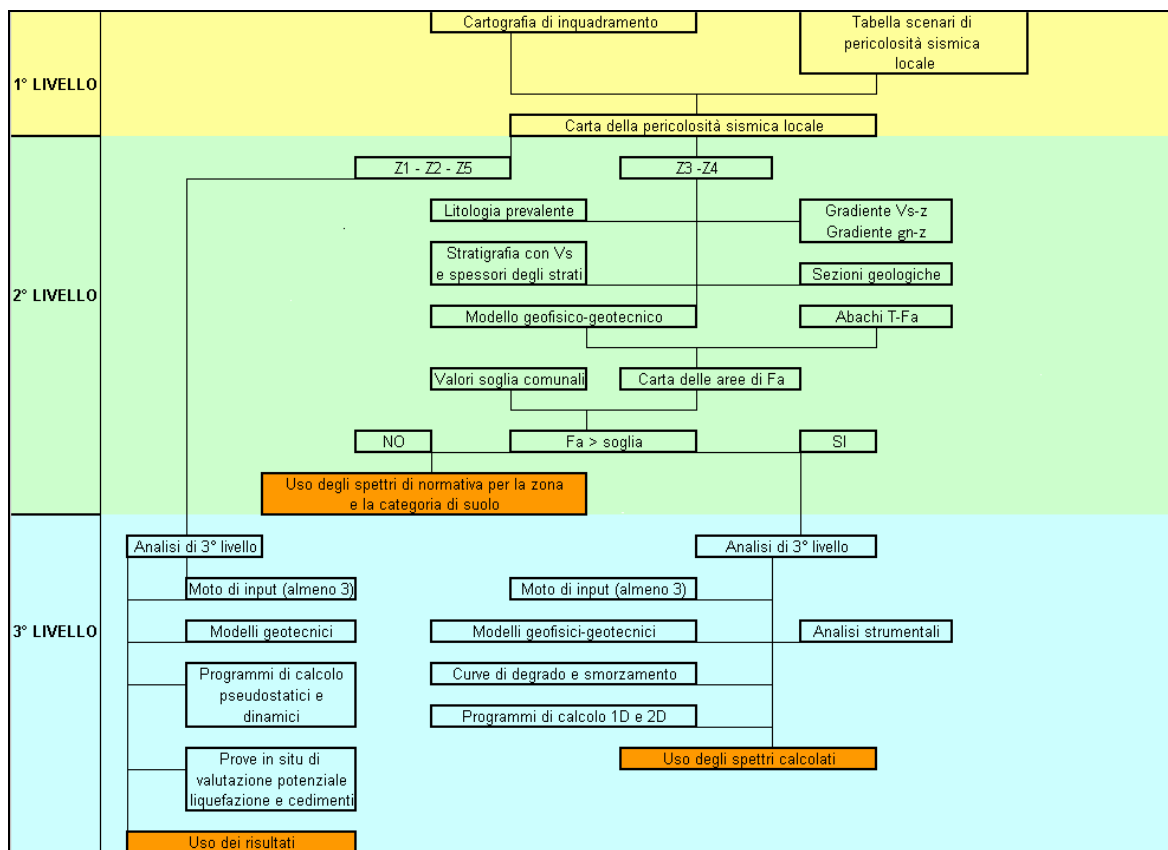 Cartografia di inquadramento
Tabella scenari di
pericolosità sismica
locale
1° LIVELLO
Carta della pericolosità sismica locale
Z1 - Z2 - Z5
Z3 -Z4
Litologia prevalente
Gradiente Vs-z
Gradiente gn-z
Stratigrafia con Vs
e spessori degli strati
Sezioni geologiche
2° LIVELLO
Modello geofisico-geotecnico
Abachi T-Fa
Valori soglia comunali
Carta delle aree di Fa
NO
Fa > soglia
SI
Uso degli spettri di normativa per la zona
e la categoria di suolo
Analisi di 3° livello
Analisi di 3° livello
Moto di input (almeno 3)
Moto di input (almeno 3)
3° LIVELLO
Modelli geotecnici
Modelli geofisici-geotecnici
Analisi strumentali
Programmi di calcolo
pseudostatici e
dinamici
Curve di degrado e smorzamento
Programmi di calcolo 1D e 2D
Prove in situ di
valutazione potenziale
liquefazione e cedimenti
Uso degli spettri calcolati
Uso dei risultati